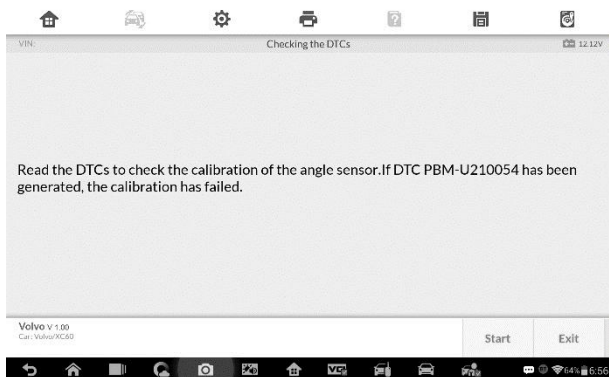 VIN:
Checking the DTCs
12.12V
Read the DTCs to check the calibration of the angle sensor.If DTC PBM-U210054 has been
generated, the calibration has failed.
Volvo V 1.00
Car: Volvo/XC60
Start
Exit
64% 6:56